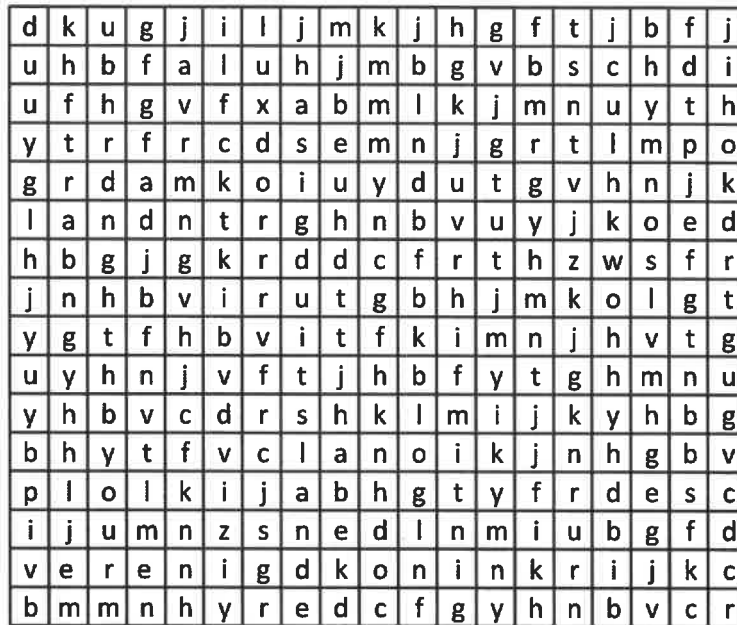 d k u g j i l j m k j h g f t j b f j
u h b f a l u h j m b g v b s c h d i
u f h g v f x a b m l k j m n u y t h
y t r f r c d s e m n j g r t l m p o
g r d a m k o i u y d u t g v h n j k
l a n d n t r g h n b v u y j k o e d
h b g j g k r d d c f r t h z w s f r
j n h b v i r u t g b h j m k o l g t
y g t f h b v i t f k i m n j h v t g
u y h n j v f t j h b f y t g h m n u
y h b v c d r s h k l m i j k y h b g
b h y t f v c l a n o i k j n h g b v
p l o l k i j a b h g t y f r d e s c
i j u m n z s n e d l n m i u b g f d
v e r e n i g d k o n i n k r i j k c
b m m n h y r e d c f g y h n b v c r